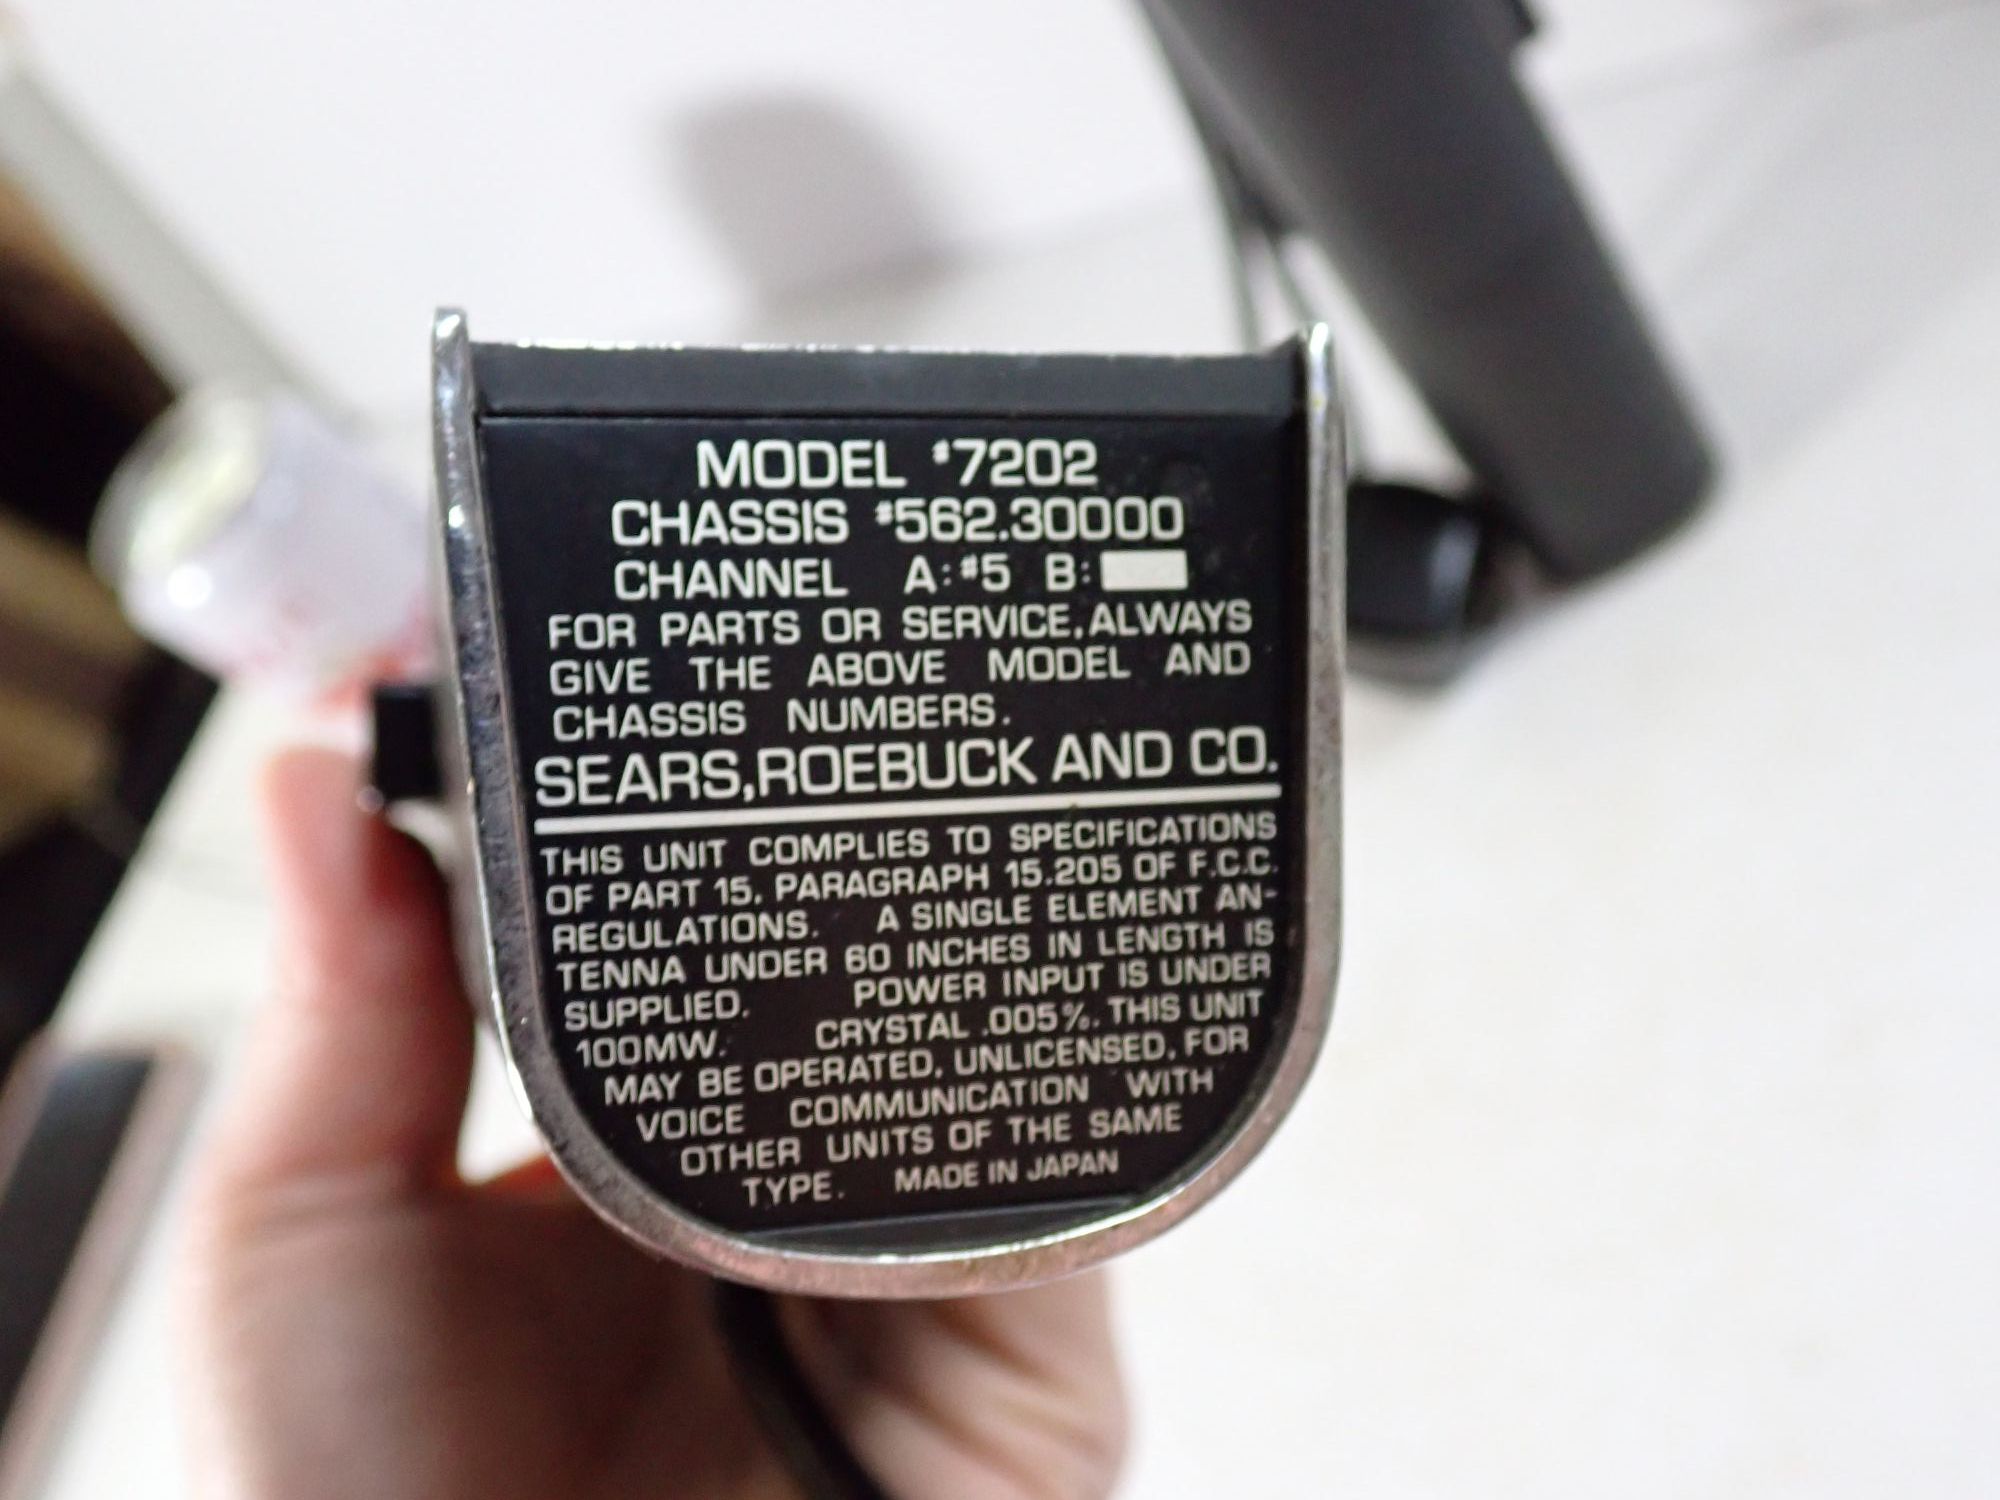 MODEL #7202
CHASSIS #562.30000
CHANNEL A:#5 B:
FOR PARTS OR SERVICE, ALWAYS
GIVE THE ABOVE MODEL AND
CHASSIS NUMBERS.
SEARS, ROEBUCK AND CO.
THIS UNIT COMPLIES TO SPECIFICATIONS
OF PART 15, PARAGRAPH 15.205 OF F.C.C.
REGULATIONS. A SINGLE ELEMENT AN-
TENNA UNDER 60 INCHES IN LENGTH IS
SUPPLIED. POWER INPUT IS UNDER
100MW. CRYSTAL .005%. THIS UNIT
MAY BE OPERATED, UNLICENSED, FOR
VOICE COMMUNICATION WITH
OTHER UNITS OF THE SAME
TYPE. MADE IN JAPAN